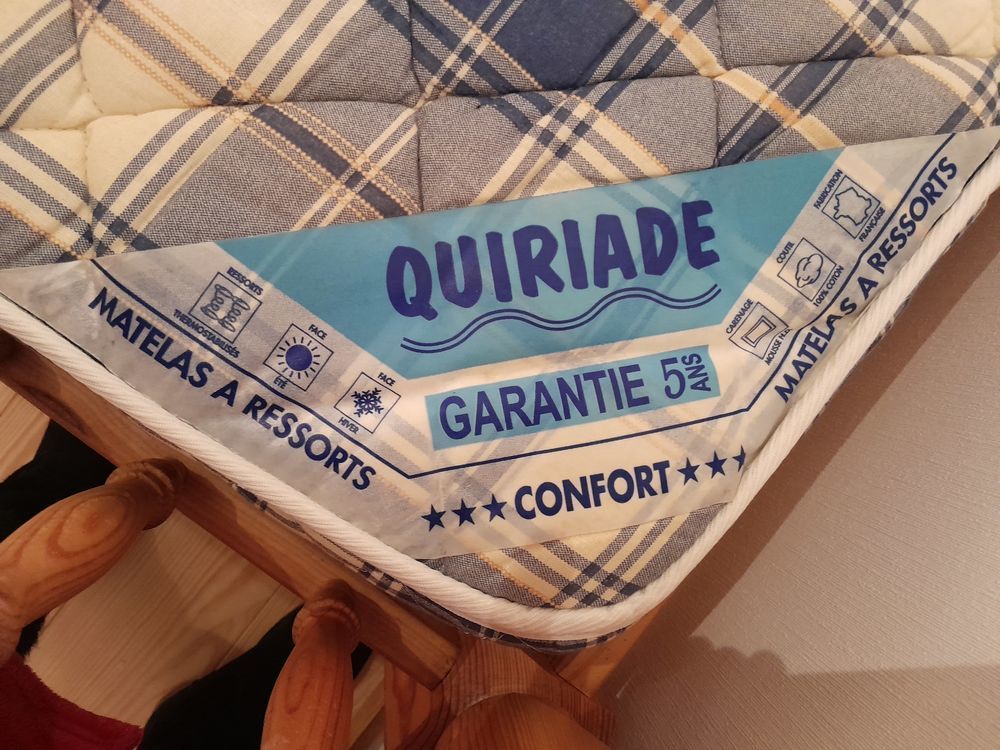 QUIRIADE
GARANTIE 5 ANS
★★★ CONFORT ★★★
MATELAS A RESSORTS
RESSORTS
THERMOSTABILISÉS
FACE
ÉTÉ
FACE
HIVER
MATELAS A RESSORTS
FABRICATION
FRANÇAISE
COUTIL
100% COTON
CARENAGE
MOUSSE